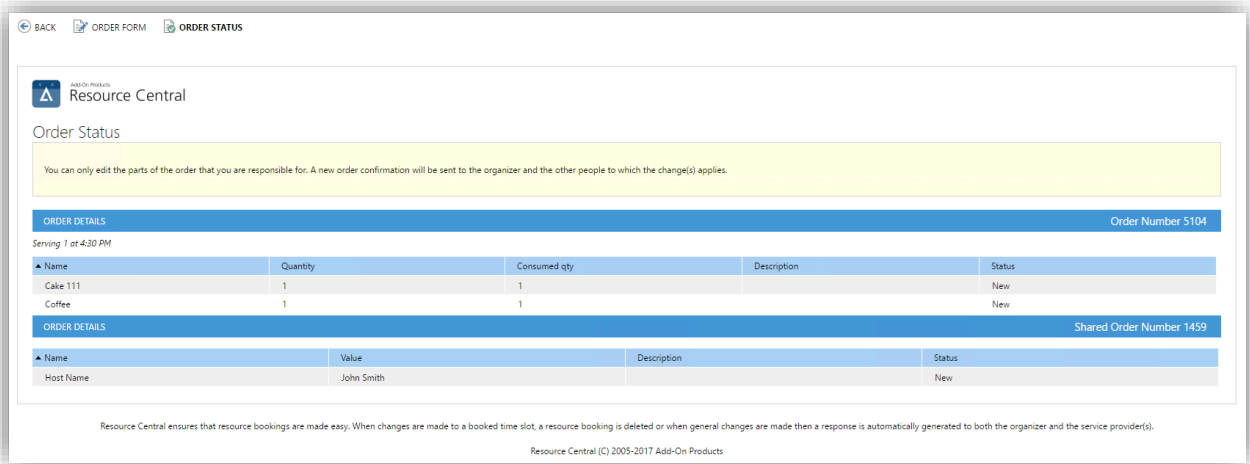 BACK ORDER FORM ORDER STATUS
Add-On Products
Resource Central
Order Status
You can only edit the parts of the order that you are responsible for. A new order confirmation will be sent to the organizer and the other people to which the change(s) applies.
ORDER DETAILS Order Number 5104
Serving 1 at 4:30 PM
Name Quantity Consumed qty Description Status
Cake 111 1 1 New
Coffee 1 1 New
ORDER DETAILS Shared Order Number 1459
Name Value Description Status
Host Name John Smith New
Resource Central ensures that resource bookings are made easy. When changes are made to a booked time slot, a resource booking is deleted or when general changes are made then a response is automatically generated to both the organizer and the service provider(s).
Resource Central (C) 2005-2017 Add-On Products